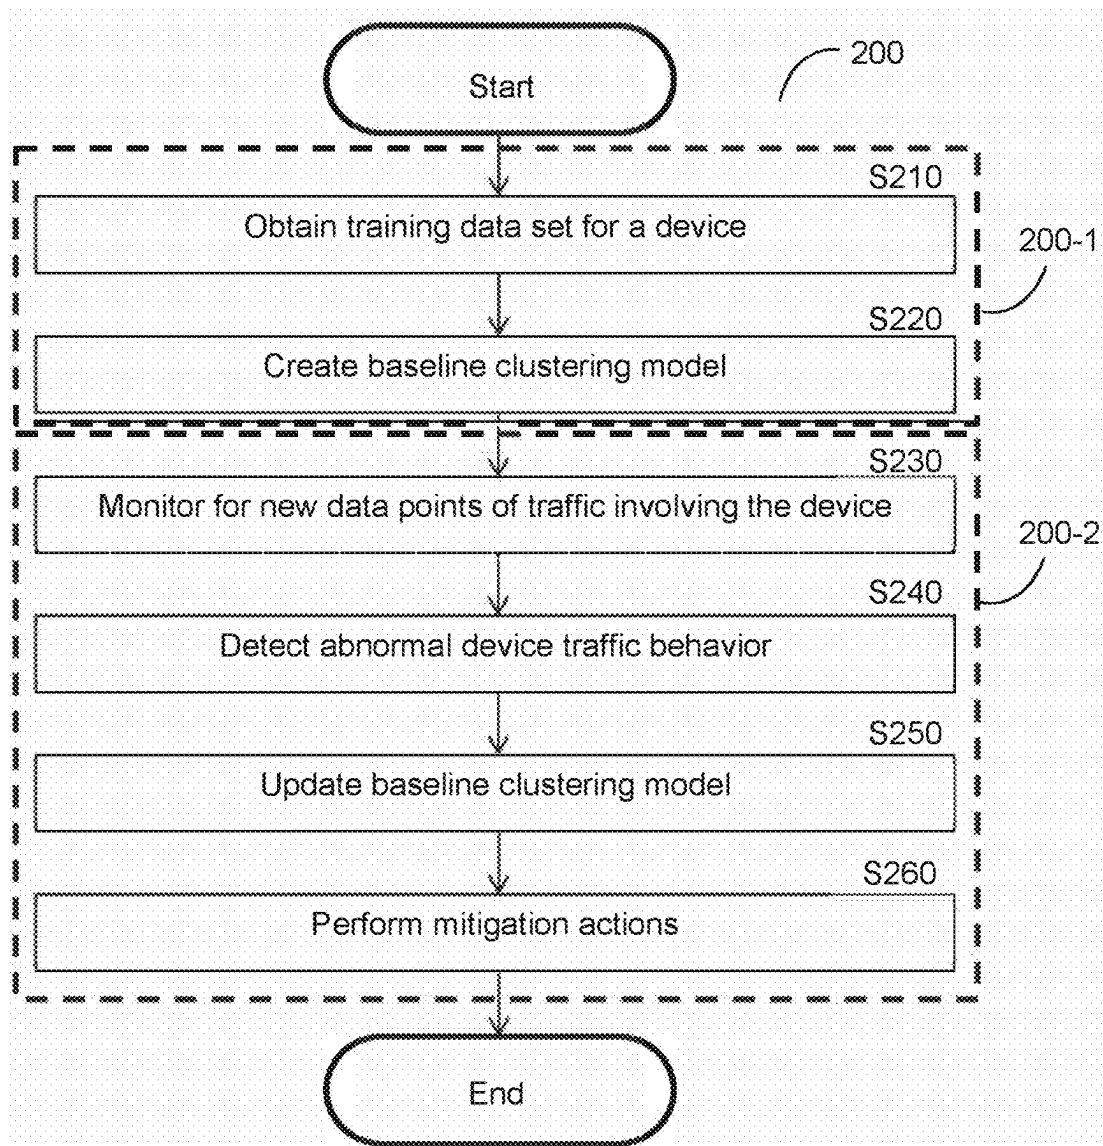 Start
200
S210
Obtain training data set for a device
200-1
S220
Create baseline clustering model
S230
Monitor for new data points of traffic involving the device
200-2
S240
Detect abnormal device traffic behavior
S250
Update baseline clustering model
S260
Perform mitigation actions
End